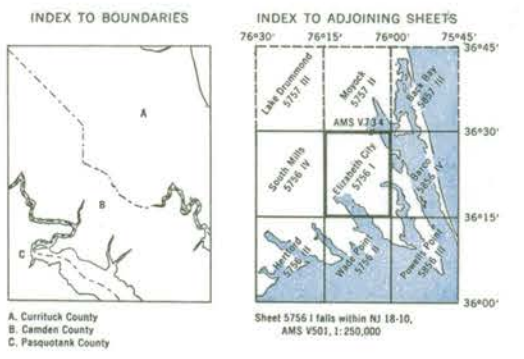 INDEX TO BOUNDARIES
A
B
C
A. Currituck County
B. Camden County
C. Pasquotank County
INDEX TO ADJOINING SHEETS
76°30' 76°15' 76°00' 75°45'
36°45'
Lake Drummond
5757 III
Moyock
5757 II
Back Bay
5857 III
AMS V734
36°30'
South Mills
5756 IV
Elizabeth City
5756 I
Barco
5856 IV
36°15'
Hertford
5756 III
Wade Point
5756 II
Powells Point
5856 III
36°00'
Sheet 5756 I falls within NJ 18-10,
AMS V501, 1:250,000